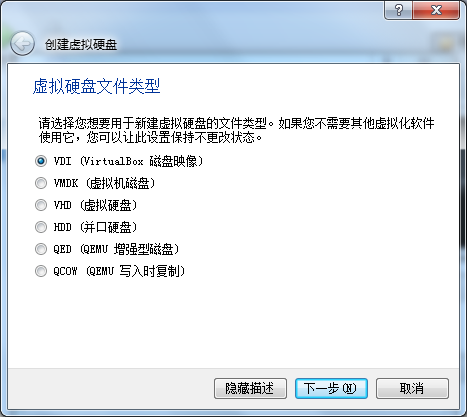 创建虚拟硬盘
虚拟硬盘文件类型
请选择您想要用于新建虚拟硬盘的文件类型。如果您不需要其他虚拟化软件
使用它，您可以让此设置保持不更改状态。
VDI (VirtualBox 磁盘映像)
VMDK (虚拟机磁盘)
VHD (虚拟硬盘)
HDD (并口硬盘)
QED (QEMU 增强型磁盘)
QCOW (QEMU 写入时复制)
隐藏描述 下一步(N) 取消